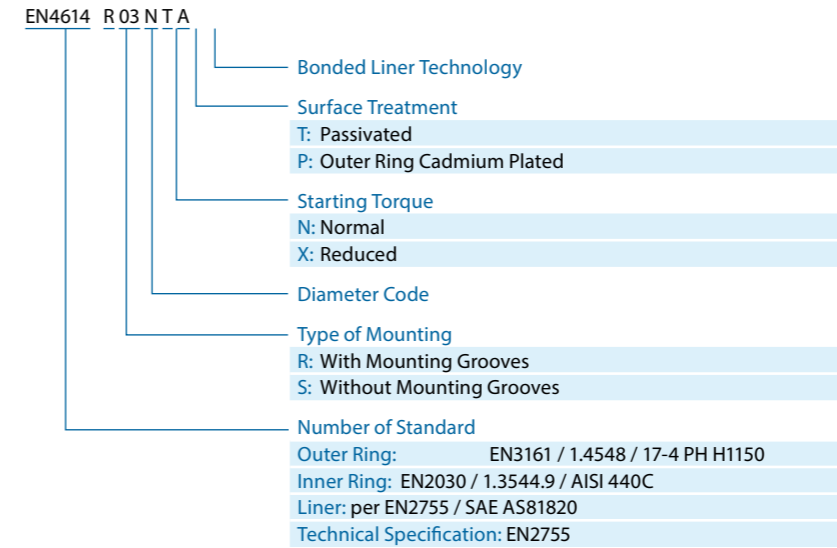 EN4614 R 03 N T A
Bonded Liner Technology
Surface Treatment
T: Passivated
P: Outer Ring Cadmium Plated
Starting Torque
N: Normal
X: Reduced
Diameter Code
Type of Mounting
R: With Mounting Grooves
S: Without Mounting Grooves
Number of Standard
Outer Ring: EN3161 / 1.4548 / 17-4 PH H1150
Inner Ring: EN2030 / 1.3544.9 / AISI 440C
Liner: per EN2755 / SAE AS81820
Technical Specification: EN2755